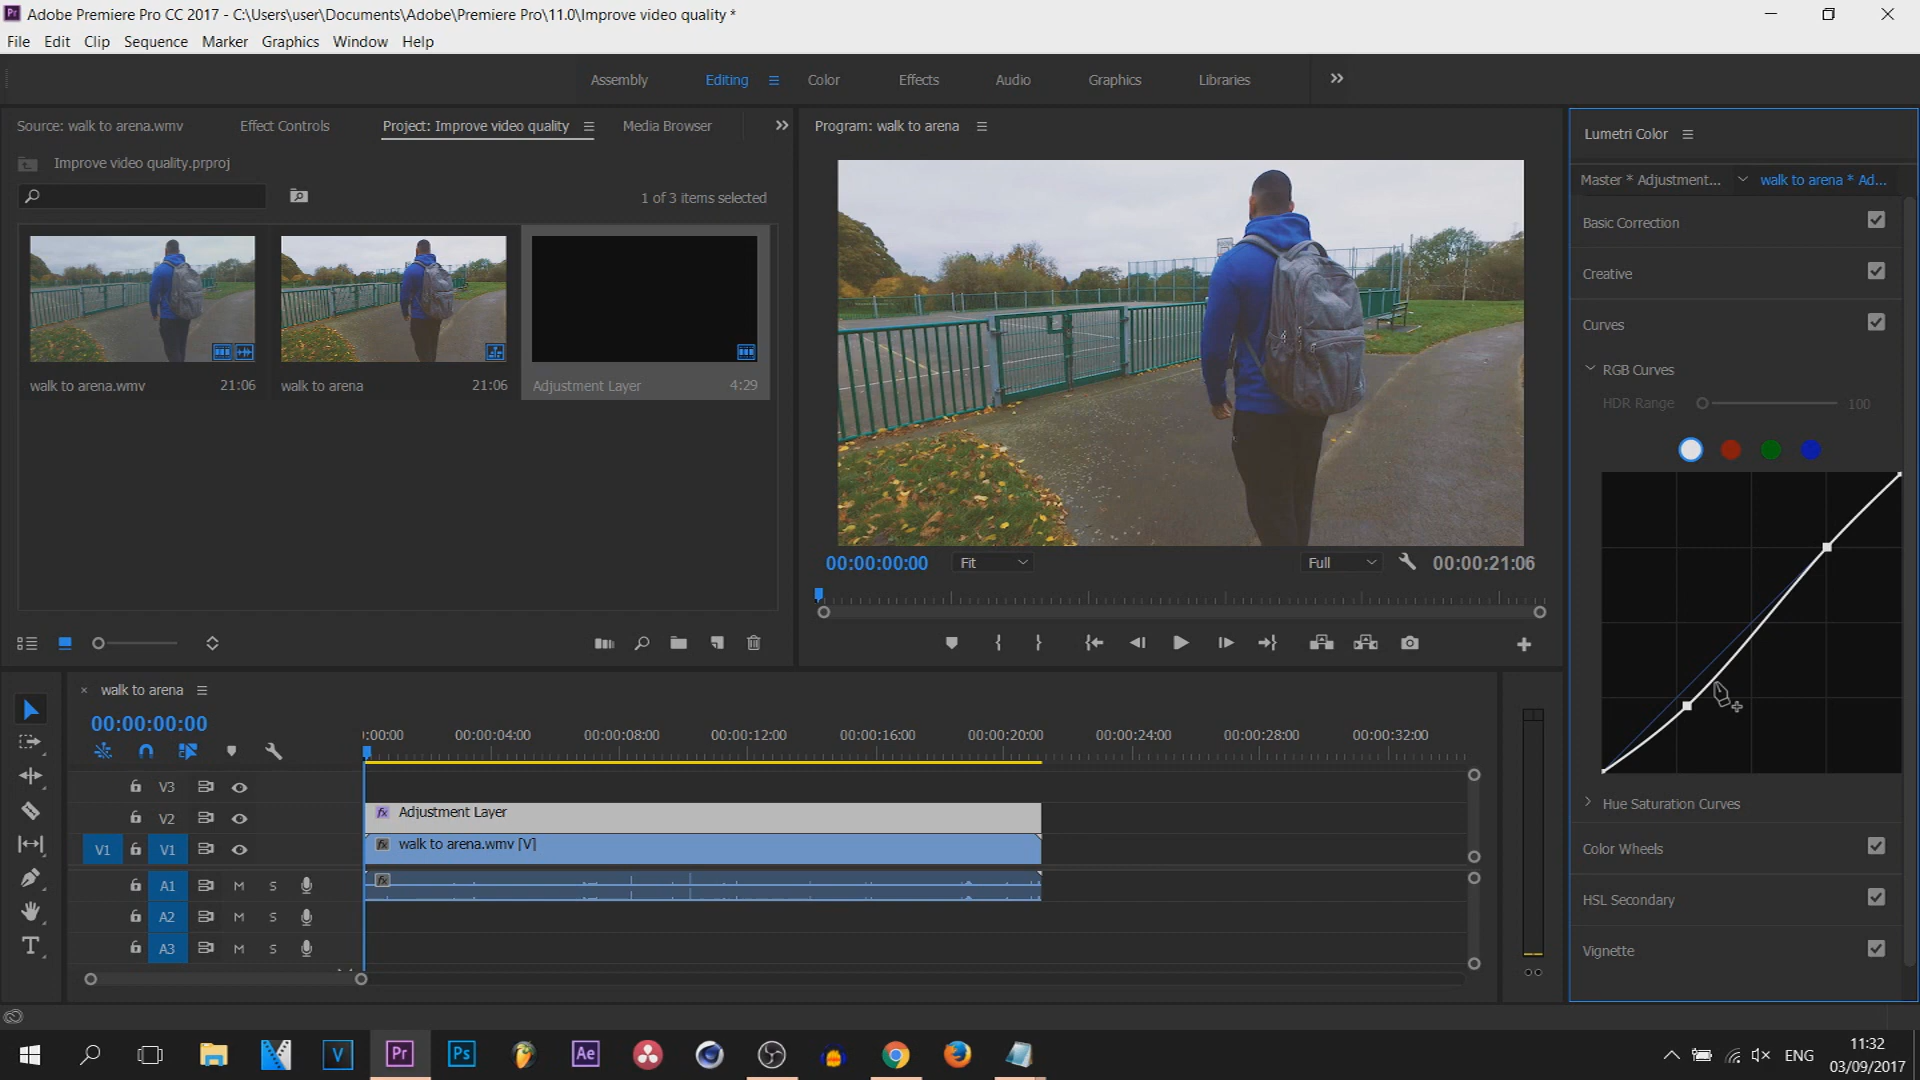 Adobe Premiere Pro CC 2017 - C:\Users\user\Documents\Adobe\Premiere Pro\11.0\Improve video quality *
File Edit Clip Sequence Marker Graphics Window Help
Assembly Editing Color Effects Audio Graphics Libraries
Source: walk to arena.wmv Effect Controls Project: Improve video quality Media Browser
Improve video quality.prproj
1 of 3 items selected
walk to arena.wmv 21:06
walk to arena 21:06
Adjustment Layer 4:29
Program: walk to arena
00:00:00:00 Fit Full 00:00:21:06
Lumetri Color
Master * Adjustment... walk to arena * Ad...
Basic Correction
Creative
Curves
RGB Curves
HDR Range 100
Hue Saturation Curves
Color Wheels
HSL Secondary
Vignette
walk to arena
00:00:00:00
:00:00 00:00:04:00 00:00:08:00 00:00:12:00 00:00:16:00 00:00:20:00 00:00:24:00 00:00:28:00 00:00:32:00
V3
V2 fx Adjustment Layer
V1 V1 fx walk to arena.wmv [V]
A1 M S fx
A2 M S
A3 M S
T
V Pr Ps Ae
ENG
11:32
03/09/2017